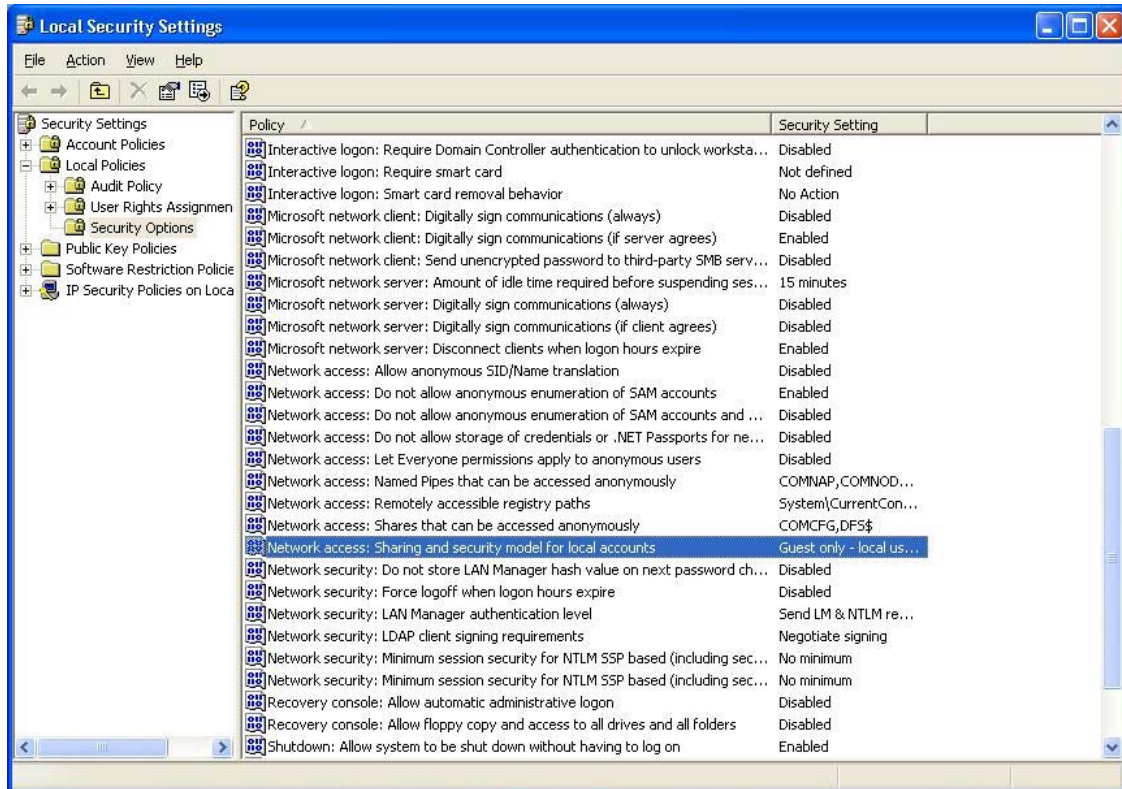 Local Security Settings
File Action View Help
Security Settings
Account Policies
Local Policies
Audit Policy
User Rights Assignmen
Security Options
Public Key Policies
Software Restriction Policie
IP Security Policies on Loca
Policy Security Setting
Interactive logon: Require Domain Controller authentication to unlock worksta... Disabled
Interactive logon: Require smart card Not defined
Interactive logon: Smart card removal behavior No Action
Microsoft network client: Digitally sign communications (always) Disabled
Microsoft network client: Digitally sign communications (if server agrees) Enabled
Microsoft network client: Send unencrypted password to third-party SMB serv... Disabled
Microsoft network server: Amount of idle time required before suspending ses... 15 minutes
Microsoft network server: Digitally sign communications (always) Disabled
Microsoft network server: Digitally sign communications (if client agrees) Disabled
Microsoft network server: Disconnect clients when logon hours expire Enabled
Network access: Allow anonymous SID/Name translation Disabled
Network access: Do not allow anonymous enumeration of SAM accounts Enabled
Network access: Do not allow anonymous enumeration of SAM accounts and ... Disabled
Network access: Do not allow storage of credentials or .NET Passports for ne... Disabled
Network access: Let Everyone permissions apply to anonymous users Disabled
Network access: Named Pipes that can be accessed anonymously COMNAP,COMNOD...
Network access: Remotely accessible registry paths System\CurrentCon...
Network access: Shares that can be accessed anonymously COMCFG,DFS$
Network access: Sharing and security model for local accounts Guest only - local us...
Network security: Do not store LAN Manager hash value on next password ch... Disabled
Network security: Force logoff when logon hours expire Disabled
Network security: LAN Manager authentication level Send LM & NTLM re...
Network security: LDAP client signing requirements Negotiate signing
Network security: Minimum session security for NTLM SSP based (including sec... No minimum
Network security: Minimum session security for NTLM SSP based (including sec... No minimum
Recovery console: Allow automatic administrative logon Disabled
Recovery console: Allow floppy copy and access to all drives and all folders Disabled
Shutdown: Allow system to be shut down without having to log on Enabled